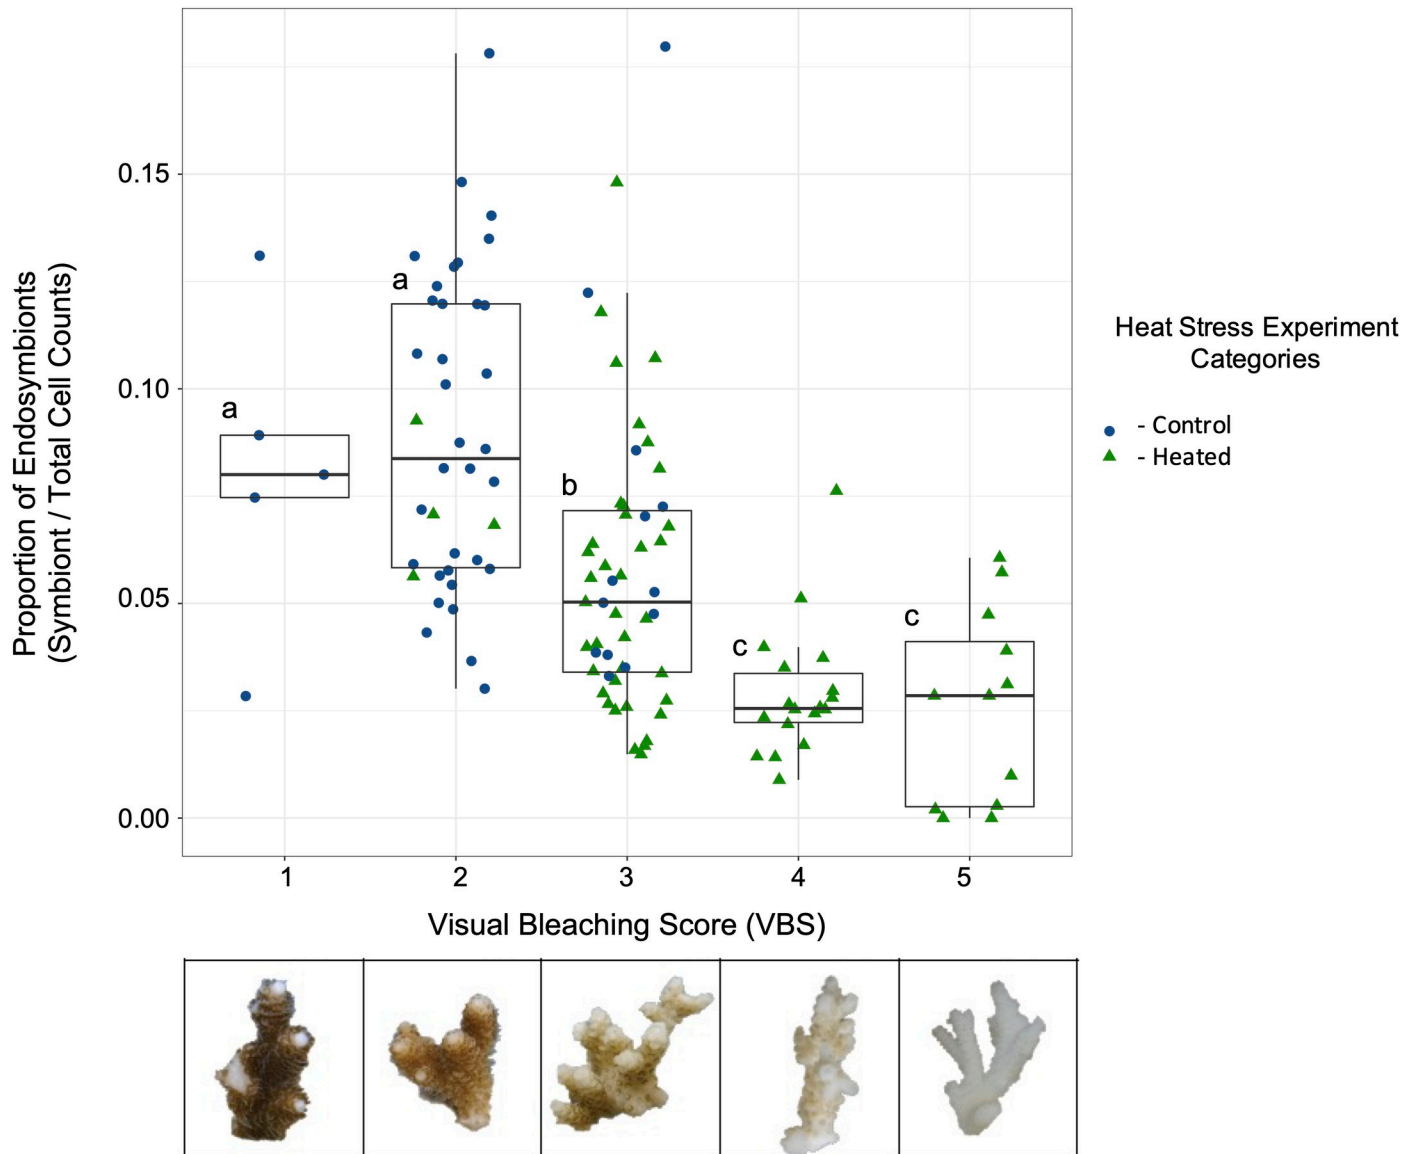 Proportion of Endosymbionts
(Symbiont / Total Cell Counts)
0.15
0.10
0.05
0.00
a
a
b
c
c
1 2 3 4 5
Visual Bleaching Score (VBS)
Heat Stress Experiment
Categories
- Control
- Heated